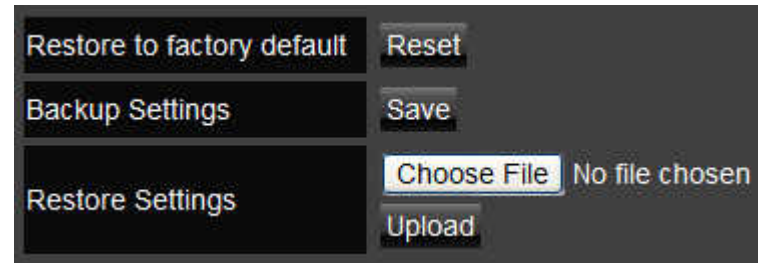 Restore to factory default Reset
Backup Settings Save
Restore Settings Choose File No file chosen
Upload